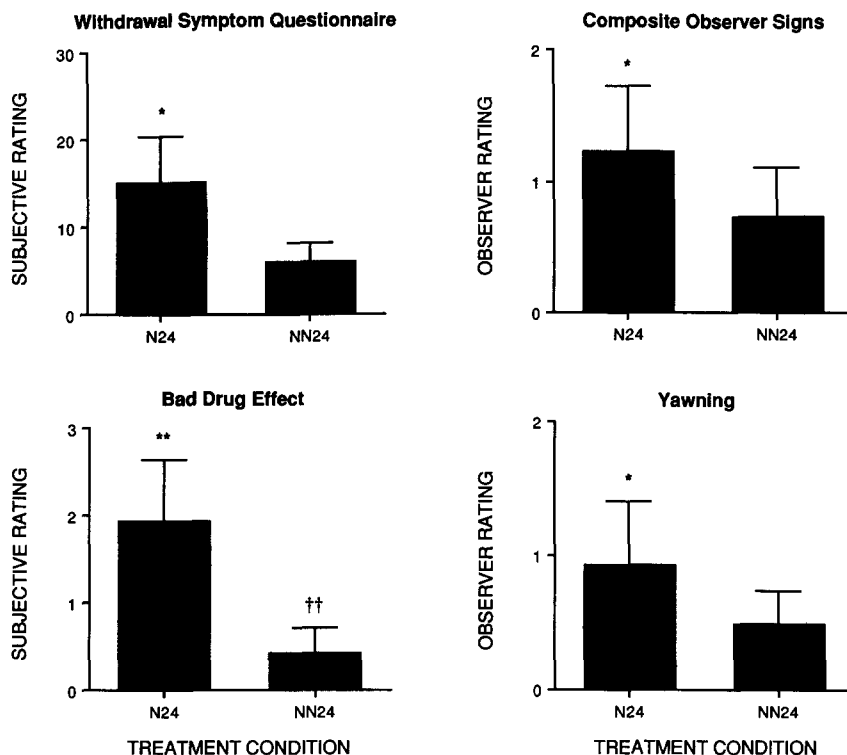 Withdrawal Symptom Questionnaire
SUBJECTIVE RATING
30
20
10
0
*
N24
NN24
Composite Observer Signs
OBSERVER RATING
2
1
0
*
N24
NN24
Bad Drug Effect
SUBJECTIVE RATING
3
2
1
0
**
††
N24
NN24
TREATMENT CONDITION
Yawning
OBSERVER RATING
2
1
0
*
N24
NN24
TREATMENT CONDITION